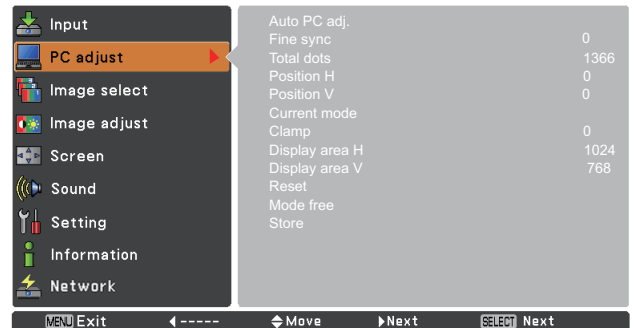 Input
PC adjust
Image select
Image adjust
Screen
Sound
Setting
Information
Network
Auto PC adj.
Fine sync 0
Total dots 1366
Position H 0
Position V 0
Current mode
Clamp 0
Display area H 1024
Display area V 768
Reset
Mode free
Store
MENU Exit ◀ ----- ◆ Move ▶ Next SELECT Next